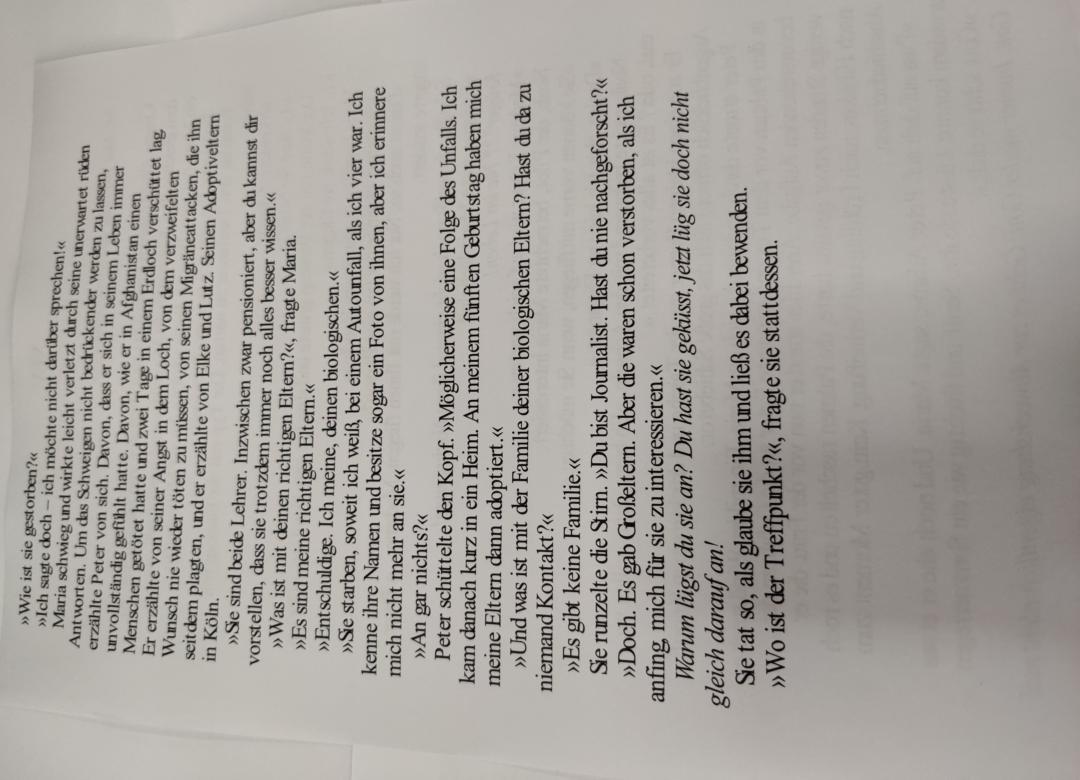 »Wie ist sie gestorben?«
»Ich sagte doch – ich möchte nicht darüber sprechen!«
Maria schwieg und wirkte leicht verletzt durch seine unerwartet rüden
Antworten. Um das Schweigen nicht bedrückender werden zu lassen,
erzählte Peter von sich. Davon, dass er sich in seinem Leben immer
unvollständig gefühlt hatte. Davon, wie er in Afghanistan einen
Menschen getötet hatte und zwei Tage in einem Erdloch verschüttet lag.
Er erzählte von seiner Angst in dem Loch, von dem verzweifelten
Wunsch nie wieder töten zu müssen, von seinen Migräneattacken, die ihn
seitdem plagten, und er erzählte von Elke und Lutz. Seinen Adoptiveltern
in Köln.
»Sie sind beide Lehrer. Inzwischen zwar pensioniert, aber du kannst dir
vorstellen, dass sie trotzdem immer noch alles besser wissen.«
»Was ist mit deinen richtigen Eltern?«, fragte Maria.
»Es sind meine richtigen Eltern.«
»Entschuldige. Ich meine, deinen biologischen.«
»Sie starben, soweit ich weiß, bei einem Autounfall, als ich vier war. Ich
kenne ihre Namen und besitze sogar ein Foto von ihnen, aber ich erinnere
mich nicht mehr an sie.«
»An gar nichts?«
Peter schüttelte den Kopf. »Möglicherweise eine Folge des Unfalls. Ich
kam danach kurz in ein Heim. An meinem fünften Geburtstag haben mich
meine Eltern dann adoptiert.«
»Und was ist mit der Familie deiner biologischen Eltern? Hast du da zu
niemand Kontakt?«
»Es gibt keine Familie.«
Sie runzelte die Stirn. »Du bist Journalist. Hast du nie nachgeforscht?«
»Doch. Es gab Großeltern. Aber die waren schon verstorben, als ich
anfing, mich für sie zu interessieren.«
Warum lügst du sie an? Du hast sie geküsst, jetzt lüg sie doch nicht
gleich darauf an!
Sie tat so, als glaube sie ihm und ließ es dabei bewenden.
»Wo ist der Treffpunkt?«, fragte sie stattdessen.